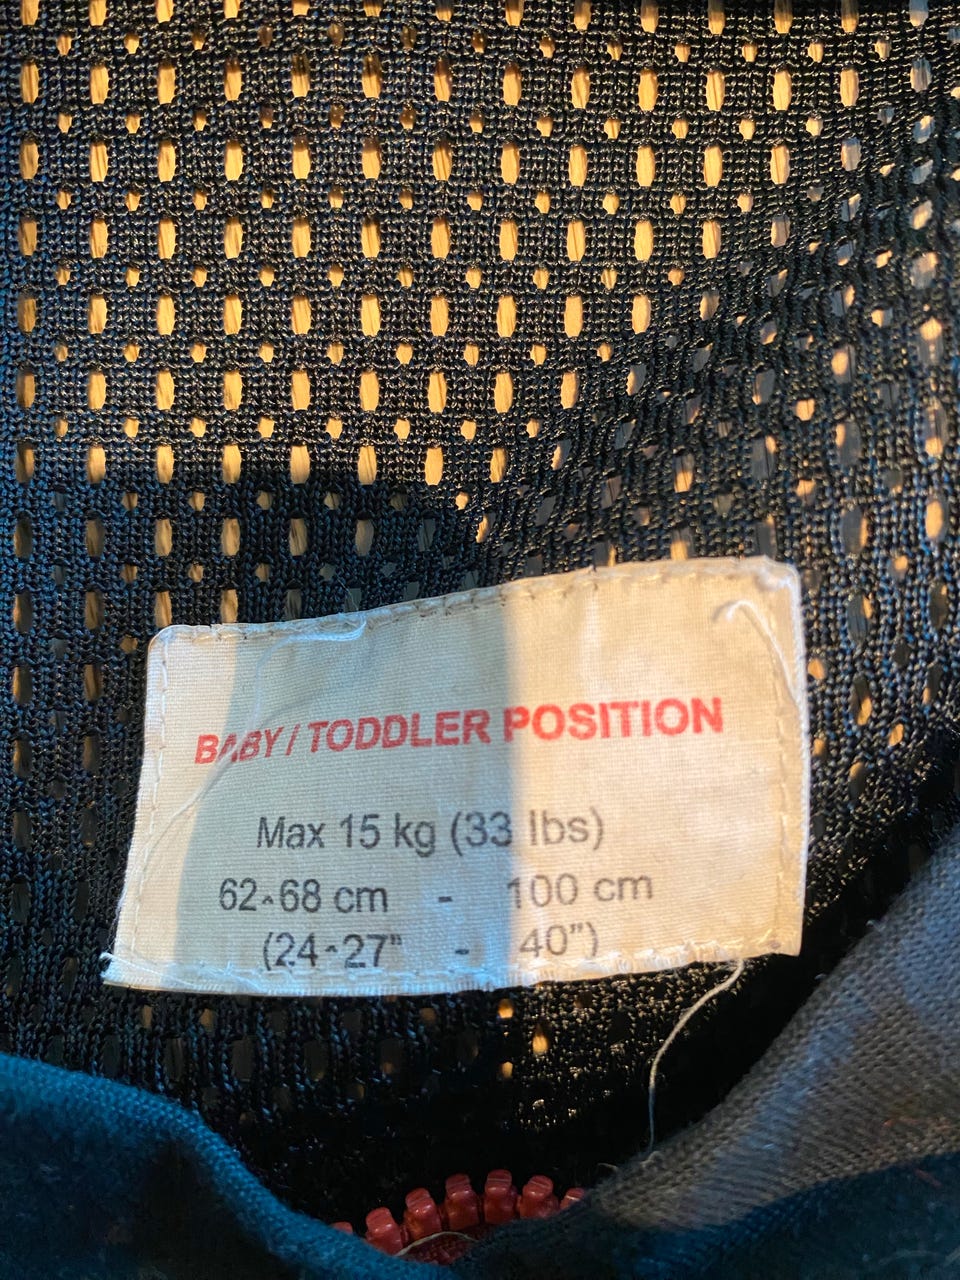 BABY / TODDLER POSITION
Max 15 kg (33 lbs)
62-68 cm - 100 cm
(24-27" - 40")